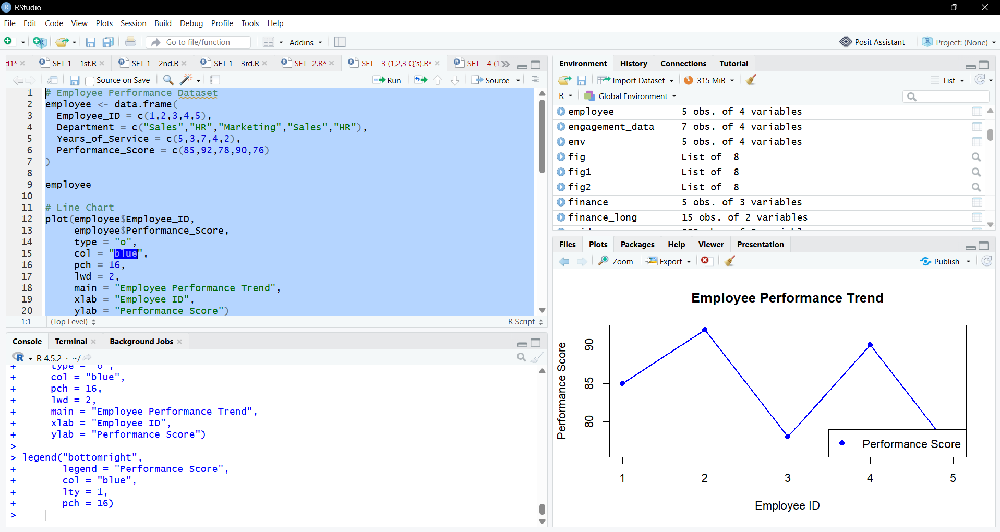 RStudio
File Edit Code View Plots Session Build Debug Profile Tools Help
Go to file/function Addins Posit Assistant Project: (None)
d1* SET 1 – 1st.R SET 1 – 2nd.R SET 1 – 3rd.R SET- 2.R* SET - 3 (1,2,3 Q's).R* SET - 4 (1
Source on Save Run Source
1 # Employee Performance Dataset
2 employee <- data.frame(
3 Employee_ID = c(1,2,3,4,5),
4 Department = c("Sales","HR","Marketing","Sales","HR"),
5 Years_of_Service = c(5,3,7,4,2),
6 Performance_Score = c(85,92,78,90,76)
7 )
8
9 employee
10
11 # Line Chart
12 plot(employee$Employee_ID,
13 employee$Performance_Score,
14 type = "o",
15 col = "blue",
16 pch = 16,
17 lwd = 2,
18 main = "Employee Performance Trend",
19 xlab = "Employee ID",
20 ylab = "Performance Score")
1:1 (Top Level) R Script
Console Terminal Background Jobs
R R 4.5.2 · ~/
+ type = "o",
+ col = "blue",
+ pch = 16,
+ lwd = 2,
+ main = "Employee Performance Trend",
+ xlab = "Employee ID",
+ ylab = "Performance Score")
>
> legend("bottomright",
+ legend = "Performance Score",
+ col = "blue",
+ lty = 1,
+ pch = 16)
>
Environment History Connections Tutorial
Import Dataset 315 MiB List
R Global Environment
employee 5 obs. of 4 variables
engagement_data 7 obs. of 4 variables
env 5 obs. of 4 variables
fig List of 8
fig1 List of 8
fig2 List of 8
finance 5 obs. of 3 variables
finance_long 15 obs. of 2 variables
Files Plots Packages Help Viewer Presentation
Zoom Export Publish
Employee Performance Trend
Performance Score
90
85
80
Performance Score
1 2 3 4 5
Employee ID